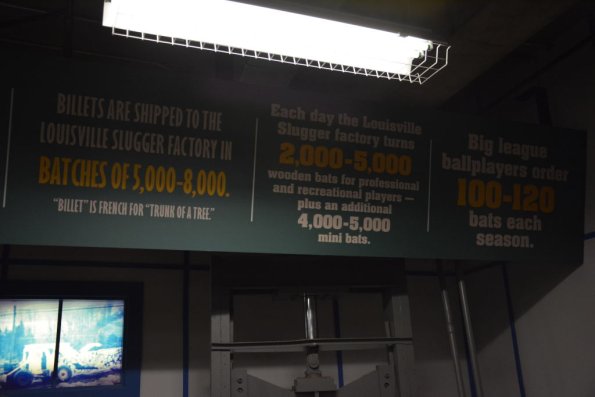 BILLETS ARE SHIPPED TO THE
LOUISVILLE SLUGGER FACTORY IN
BATCHES OF 5,000-8,000.
"BILLET" IS FRENCH FOR "TRUNK OF A TREE."
Each day the Louisville
Slugger factory turns
2,000-5,000
wooden bats for professional
and recreational players —
plus an additional
4,000-5,000
mini bats.
Big league
ballplayers order
100-120
bats each
season.